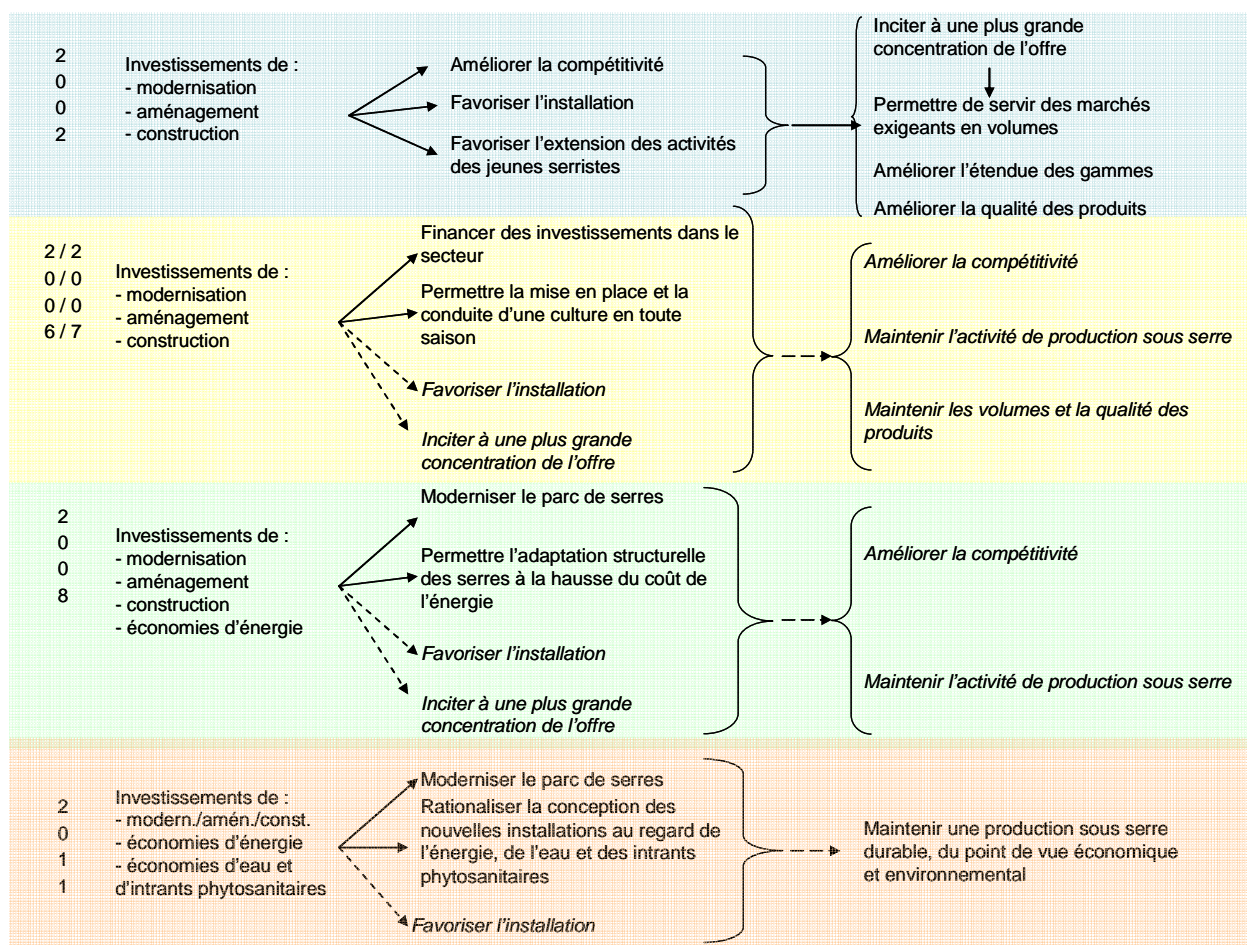 2
0
0
2
Investissements de :
- modernisation
- aménagement
- construction
Améliorer la compétitivité
Favoriser l'installation
Favoriser l'extension des activités
des jeunes serristes
Inciter à une plus grande
concentration de l'offre
Permettre de servir des marchés
exigeants en volumes
Améliorer l'étendue des gammes
Améliorer la qualité des produits
2 / 2
0 / 0
0 / 0
6 / 7
Investissements de :
- modernisation
- aménagement
- construction
Financer des investissements dans le
secteur
Permettre la mise en place et la
conduite d'une culture en toute
saison
Favoriser l'installation
Inciter à une plus grande
concentration de l'offre
Améliorer la compétitivité
Maintenir l'activité de production sous serre
Maintenir les volumes et la qualité des
produits
2
0
0
8
Investissements de :
- modernisation
- aménagement
- construction
- économies d'énergie
Moderniser le parc de serres
Permettre l'adaptation structurelle
des serres à la hausse du coût de
l'énergie
Favoriser l'installation
Inciter à une plus grande
concentration de l'offre
Améliorer la compétitivité
Maintenir l'activité de production sous serre
2
0
1
1
Investissements de :
- modern./amén./const.
- économies d'énergie
- économies d'eau et
d'intrants phytosanitaires
Moderniser le parc de serres
Rationaliser la conception des
nouvelles installations au regard de
l'énergie, de l'eau et des intrants
phytosanitaires
Favoriser l'installation
Maintenir une production sous serre
durable, du point de vue économique
et environnemental